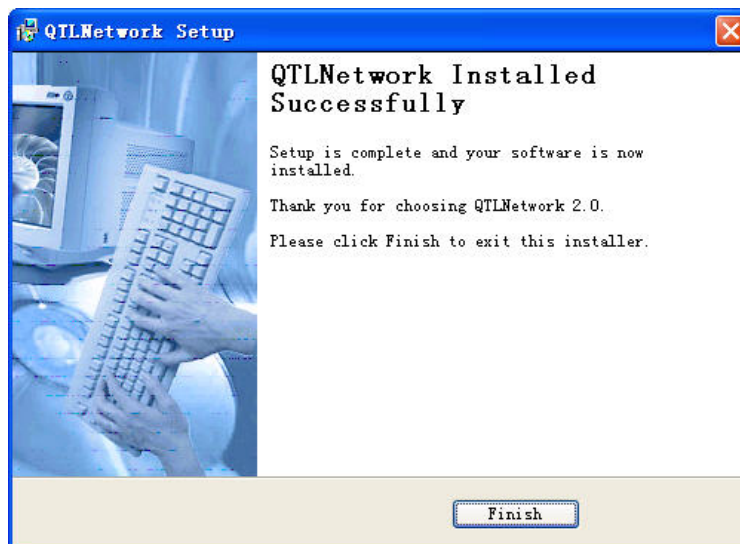 QTLNetwork Setup
QTLNetwork Installed
Successfully
Setup is complete and your software is now
installed.
Thank you for choosing QTLNetwork 2.0.
Please click Finish to exit this installer.
Finish